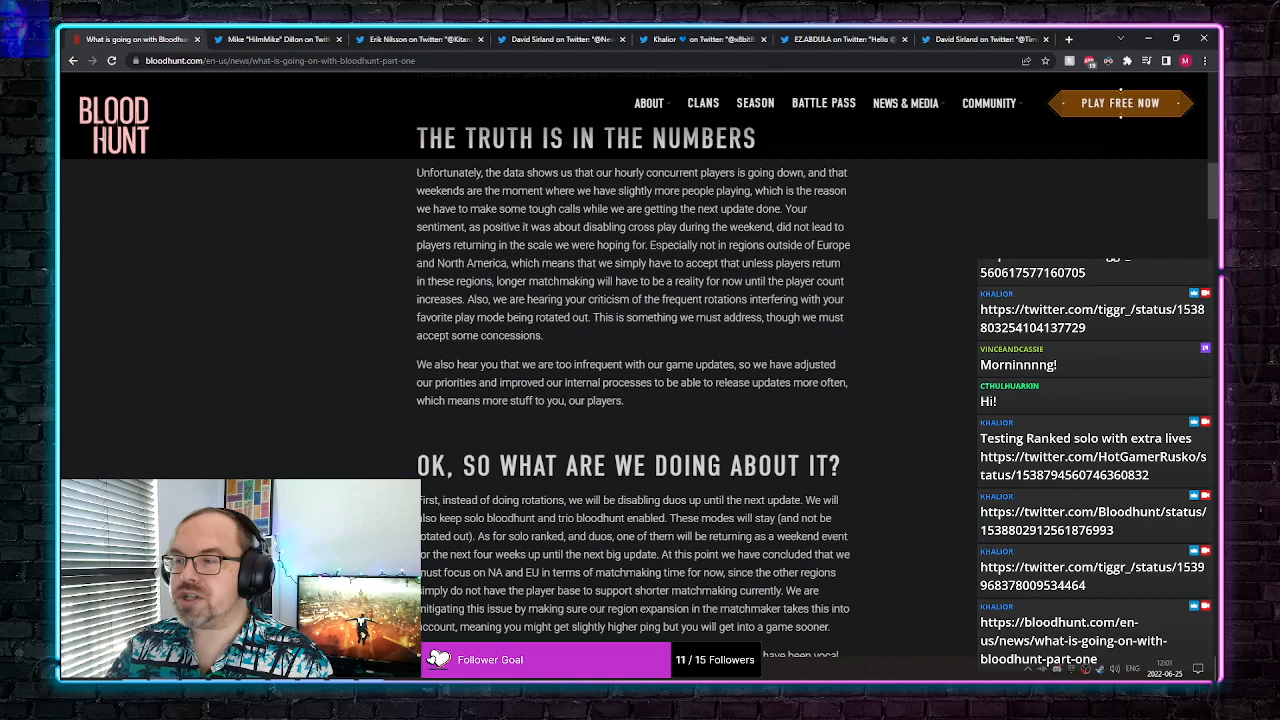 What is going on with Bloodhun
Mike "HilmMike" Dillon on Twitt
Erik Nilsson on Twitter: "@Kitan
David Sirland on Twitter: "@Nev
Khalior 💙 on Twitter: "@x8bitB
EZ.ABDULA on Twitter: "Hello @
David Sirland on Twitter: "@Tim
bloodhunt.com/en-us/news/what-is-going-on-with-bloodhunt-part-one
19
M
BLOOD
HUNT
ABOUT
CLANS
SEASON
BATTLE PASS
NEWS & MEDIA
COMMUNITY
PLAY FREE NOW
THE TRUTH IS IN THE NUMBERS
Unfortunately, the data shows us that our hourly concurrent players is going down, and that
weekends are the moment where we have slightly more people playing, which is the reason
we have to make some tough calls while we are getting the next update done. Your
sentiment, as positive it was about disabling cross play during the weekend, did not lead to
players returning in the scale we were hoping for. Especially not in regions outside of Europe
and North America, which means that we simply have to accept that unless players return
in these regions, longer matchmaking will have to be a reality for now until the player count
increases. Also, we are hearing your criticism of the frequent rotations interfering with your
favorite play mode being rotated out. This is something we must address, though we must
accept some concessions.
We also hear you that we are too infrequent with our game updates, so we have adjusted
our priorities and improved our internal processes to be able to release updates more often,
which means more stuff to you, our players.
OK, SO WHAT ARE WE DOING ABOUT IT?
First, instead of doing rotations, we will be disabling duos up until the next update. We will
also keep solo bloodhunt and trio bloodhunt enabled. These modes will stay (and not be
rotated out). As for solo ranked, and duos, one of them will be returning as a weekend event
for the next four weeks up until the next big update. At this point we have concluded that we
must focus on NA and EU in terms of matchmaking time for now, since the other regions
simply do not have the player base to support shorter matchmaking currently. We are
mitigating this issue by making sure our region expansion in the matchmaker takes this into
account, meaning you might get slightly higher ping but you will get into a game sooner.
have been vocal
Follower Goal
11 / 15 Followers
560617577160705
KHALIOR
https://twitter.com/tiggr_/status/1538
803254104137729
VINCEANDCASSIE
Morninnnng!
CTHULHUARKIN
Hi!
KHALIOR
Testing Ranked solo with extra lives
https://twitter.com/HotGamerRusko/s
tatus/1538794560746360832
KHALIOR
https://twitter.com/Bloodhunt/status/
1538802912561876993
KHALIOR
https://twitter.com/tiggr_/status/1539
968378009534464
KHALIOR
https://bloodhunt.com/en-
us/news/what-is-going-on-with-
bloodhunt-part-one
ENG
12:01
2022-06-25